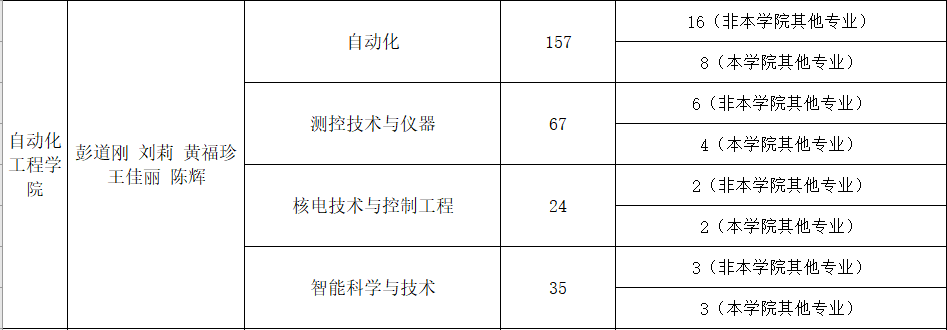 自动化
工程学
院
彭道刚 刘莉 黄福珍
王佳丽 陈辉
自动化
157
16（非本学院其他专业）
8（本学院其他专业）
测控技术与仪器
67
6（非本学院其他专业）
4（本学院其他专业）
核电技术与控制工程
24
2（非本学院其他专业）
2（本学院其他专业）
智能科学与技术
35
3（非本学院其他专业）
3（本学院其他专业）